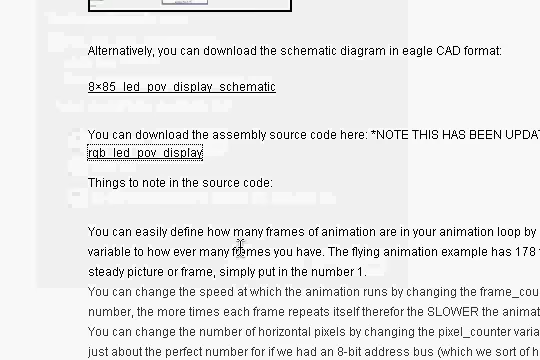 Alternatively, you can download the schematic diagram in eagle CAD format:
8×85_led_pov_display_schematic
You can download the assembly source code here: *NOTE THIS HAS BEEN UPDAT
rgb_led_pov_display
Things to note in the source code:
You can easily define how many frames of animation are in your animation loop by
variable to how ever many frames you have. The flying animation example has 178
steady picture or frame, simply put in the number 1.
You can change the speed at which the animation runs by changing the frame_cou
number, the more times each frame repeats itself therefor the SLOWER the animat
You can change the number of horizontal pixels by changing the pixel_counter varia
just about the perfect number for if we had an 8-bit address bus (which we sort of h